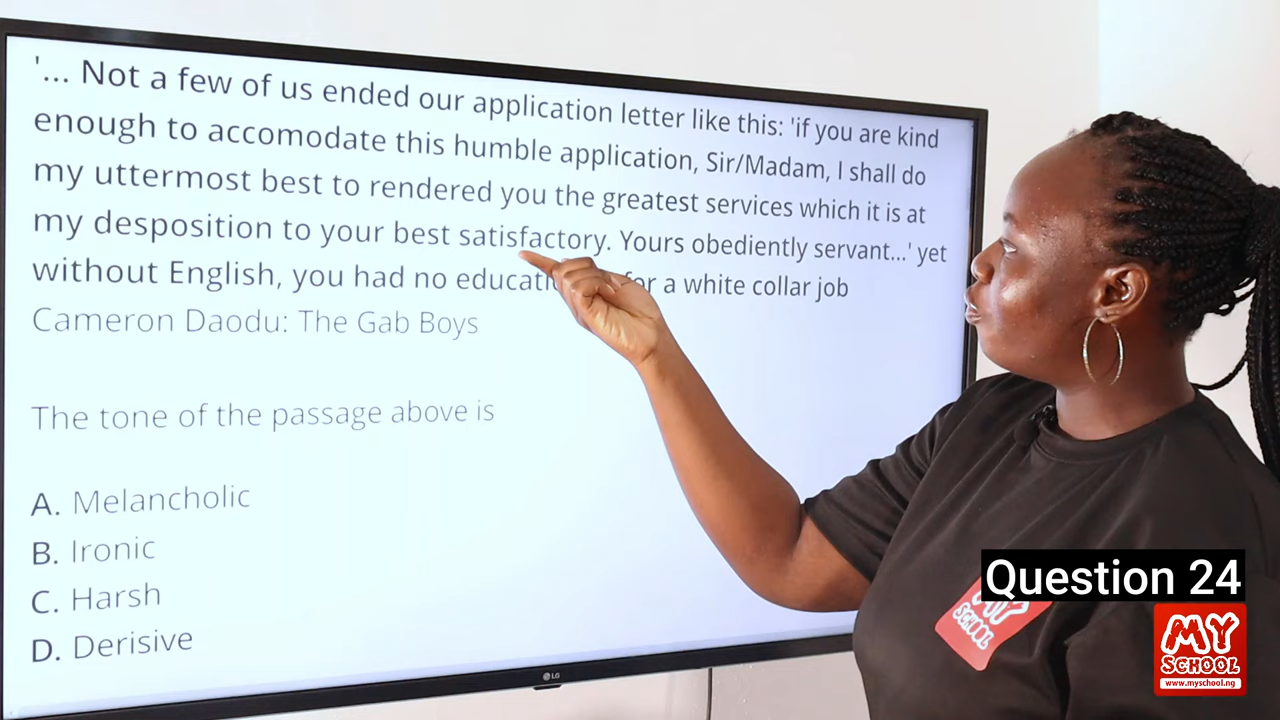 '... Not a few of us ended our application letter like this: 'if you are kind
enough to accomodate this humble application, Sir/Madam, I shall do
my uttermost best to rendered you the greatest services which it is at
my desposition to your best satisfactory. Yours obediently servant...' yet
without English, you had no a white collar job
Cameron Daodu: The Gab Boys
The tone of the passage above is
A. Melancholic
B. Ironic
C. Harsh
D. Derisive
LG
Question 24
MY
SCHOOL
MY
SCHOOL
www.myschool.ng